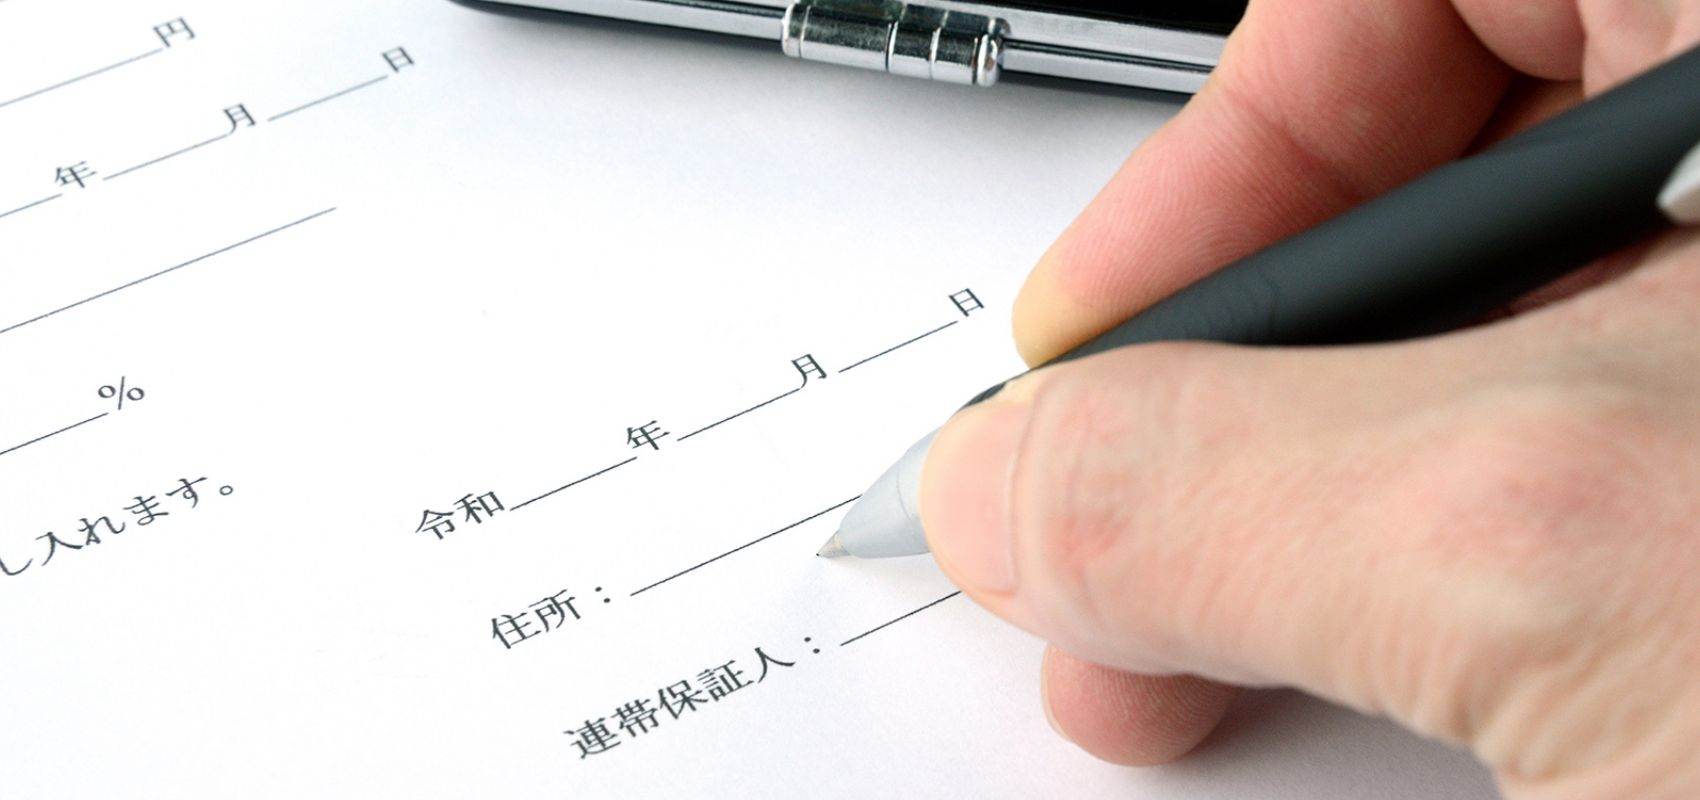 円
年 月 日
%
し入れます。
令和 年 月 日
住所：
連帯保証人：